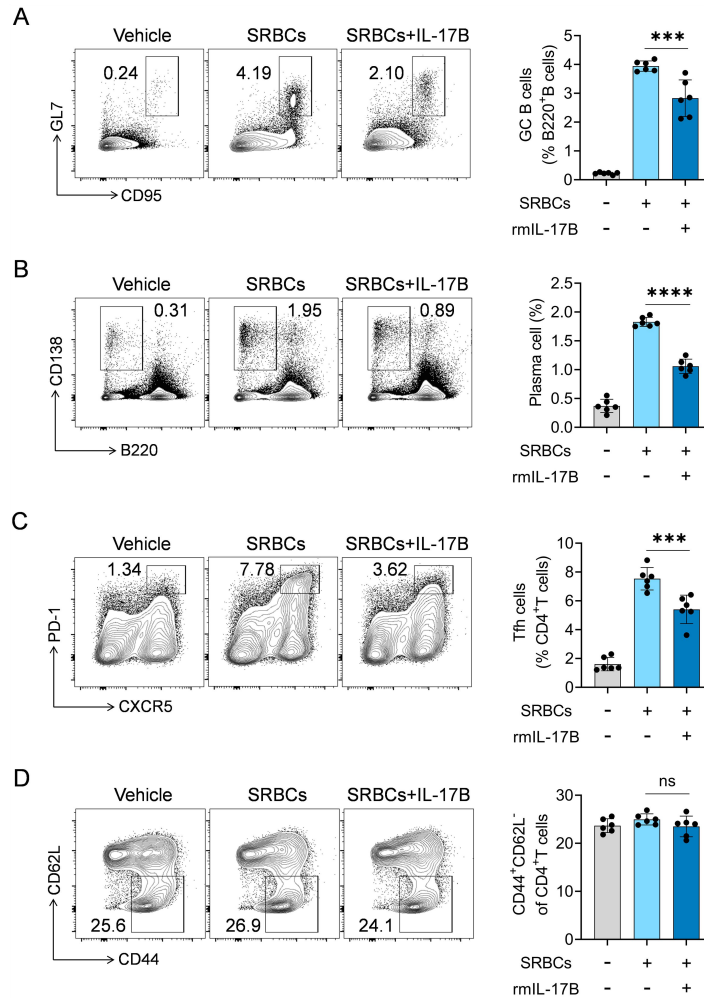 A
Vehicle SRBCs SRBCs+IL-17B
0.24 4.19 2.10
GL7
CD95
GC B cells
(% B220⁺B cells)
5
4
3
2
1
0
***
SRBCs - + +
rmIL-17B - - +
B
Vehicle SRBCs SRBCs+IL-17B
0.31 1.95 0.89
CD138
B220
Plasma cell (%)
2.5
2.0
1.5
1.0
0.5
0.0
****
SRBCs - + +
rmIL-17B - - +
C
Vehicle SRBCs SRBCs+IL-17B
1.34 7.78 3.62
PD-1
CXCR5
Tfh cells
(% CD4⁺T cells)
10
8
6
4
2
0
***
SRBCs - + +
rmIL-17B - - +
D
Vehicle SRBCs SRBCs+IL-17B
25.6 26.9 24.1
CD62L
CD44
CD44⁺CD62L⁻
of CD4⁺T cells
30
20
10
0
ns
SRBCs - + +
rmIL-17B - - +